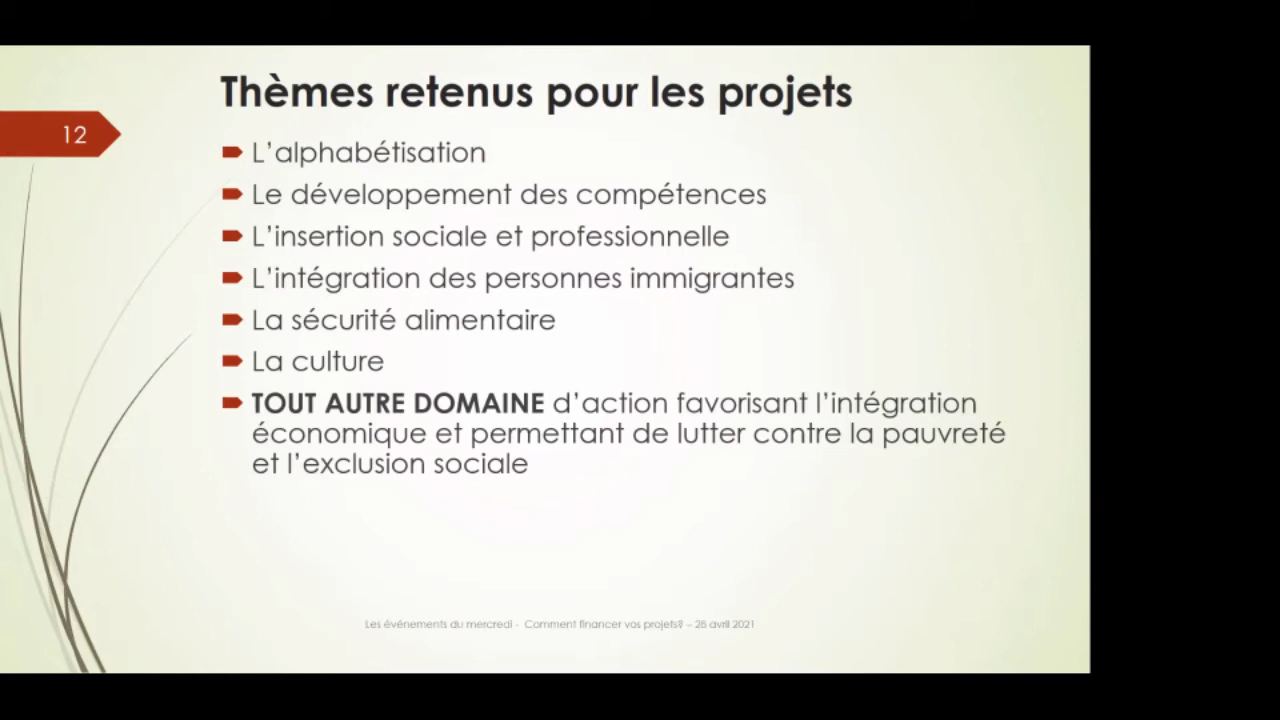 Thèmes retenus pour les projets
12
L'alphabétisation
Le développement des compétences
L'insertion sociale et professionnelle
L'intégration des personnes immigrantes
La sécurité alimentaire
La culture
TOUT AUTRE DOMAINE d'action favorisant l'intégration
économique et permettant de lutter contre la pauvreté
et l'exclusion sociale
Les événements du mercredi - Comment financer vos projets? – 28 avril 2021